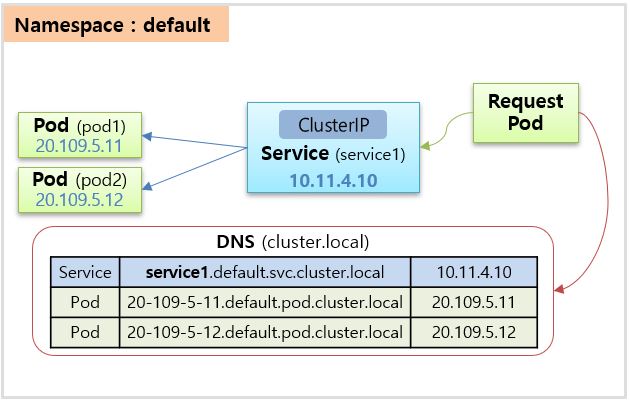 Namespace : default
Pod (pod1)
20.109.5.11
Pod (pod2)
20.109.5.12
ClusterIP
Service (service1)
10.11.4.10
Request
Pod
DNS (cluster.local)
Service service1.default.svc.cluster.local 10.11.4.10
Pod 20-109-5-11.default.pod.cluster.local 20.109.5.11
Pod 20-109-5-12.default.pod.cluster.local 20.109.5.12